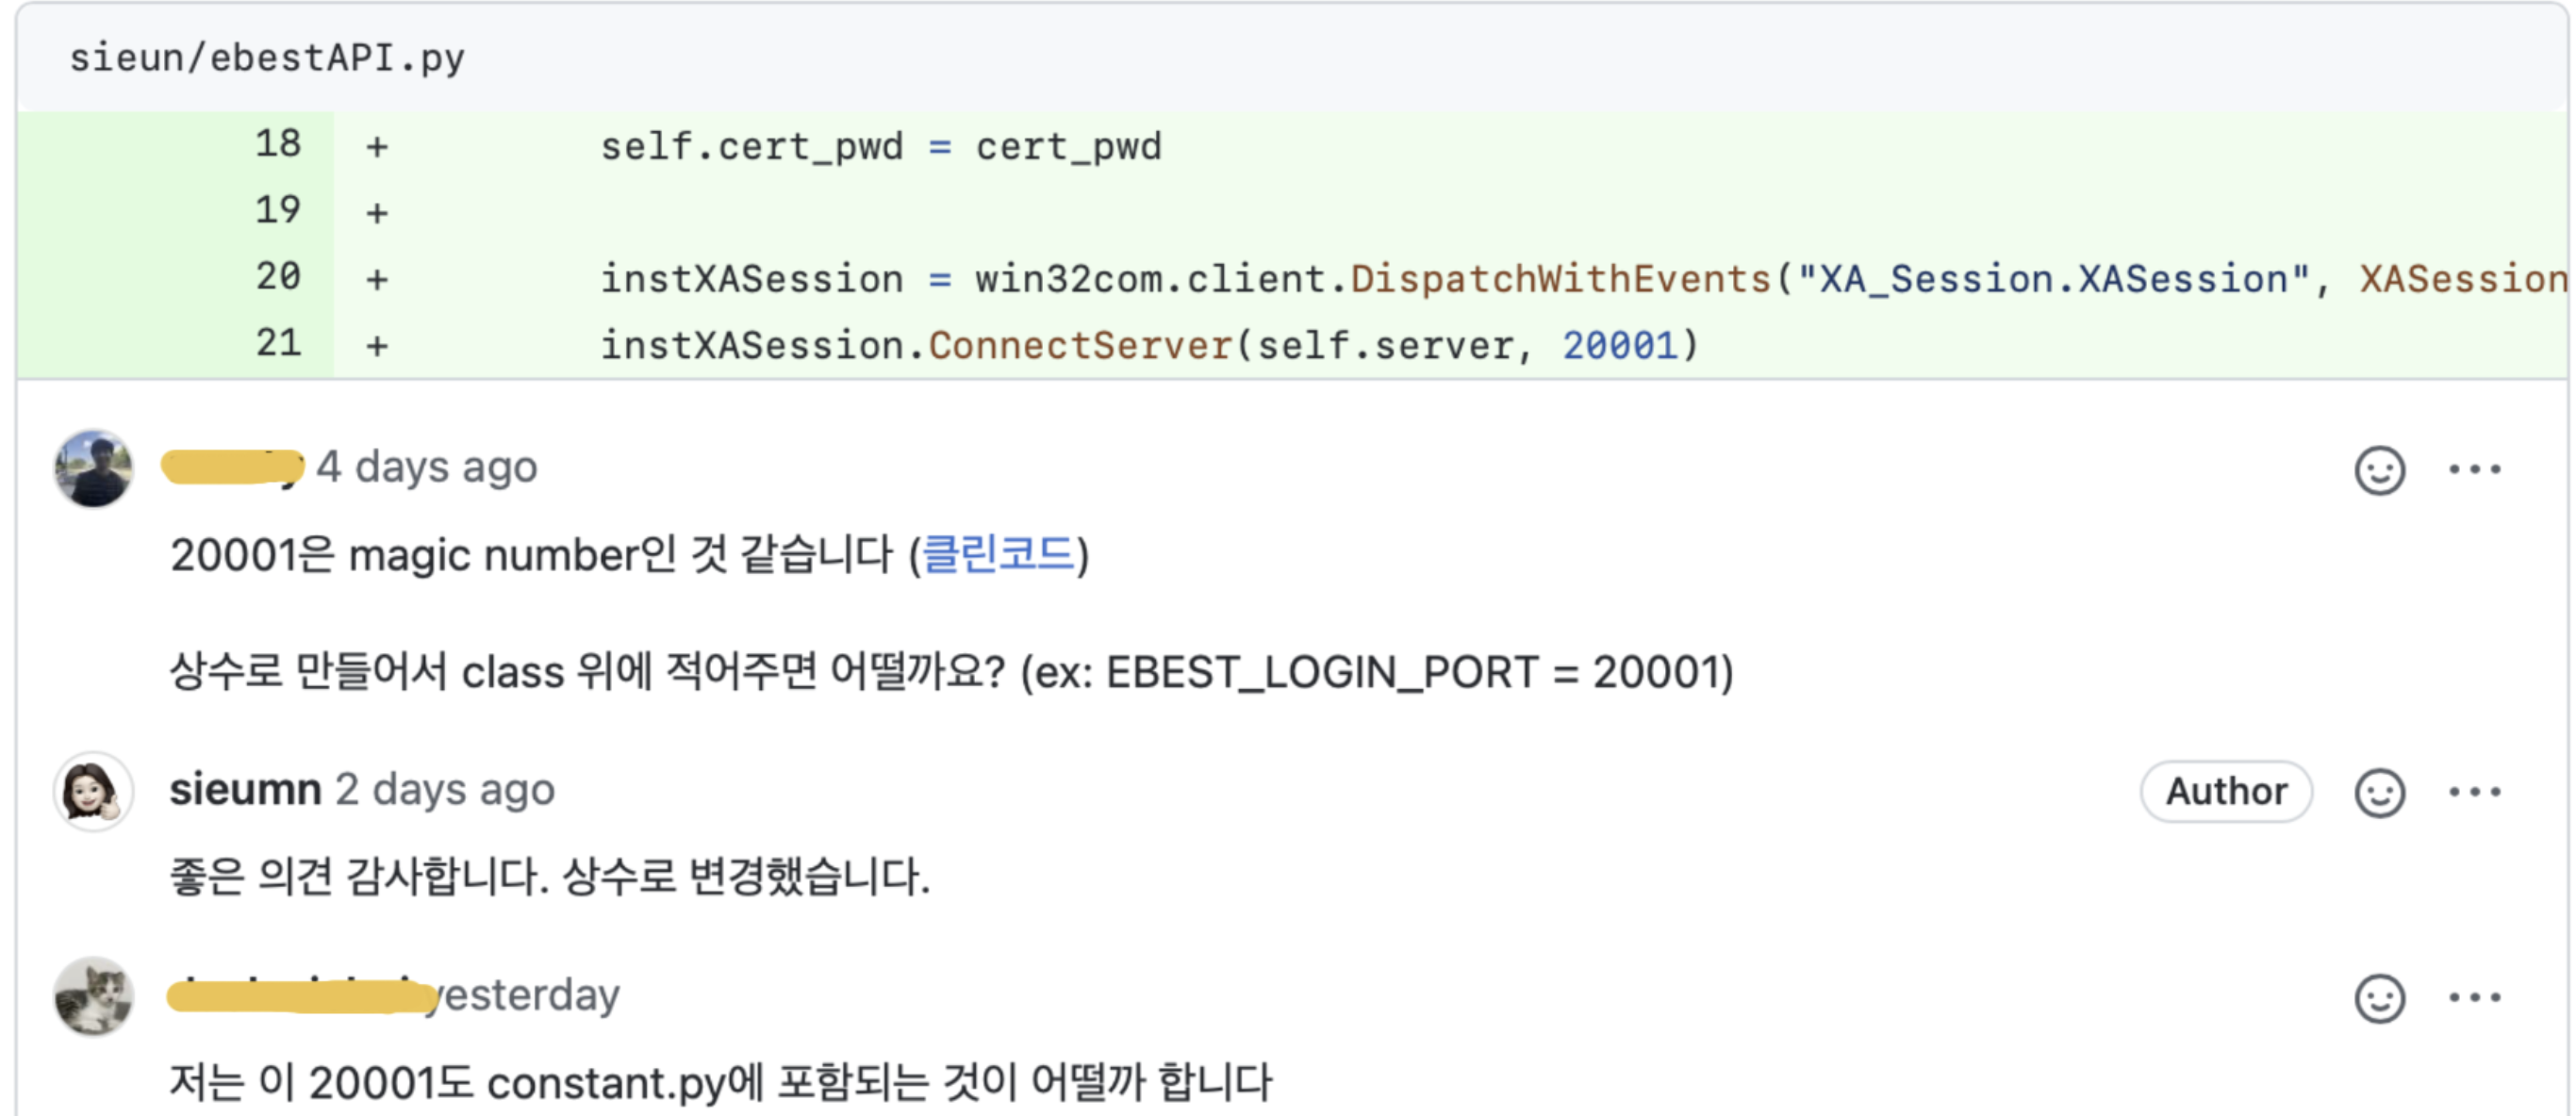 sieun/ebestAPI.py
18 + self.cert_pwd = cert_pwd
19 +
20 + instXASession = win32com.client.DispatchWithEvents("XA_Session.XASession", XASession
21 + instXASession.ConnectServer(self.server, 20001)
4 days ago
20001은 magic number인 것 같습니다 (클린코드)
상수로 만들어서 class 위에 적어주면 어떨까요? (ex: EBEST_LOGIN_PORT = 20001)
sieumn 2 days ago Author
좋은 의견 감사합니다. 상수로 변경했습니다.
yesterday
저는 이 20001도 constant.py에 포함되는 것이 어떨까 합니다